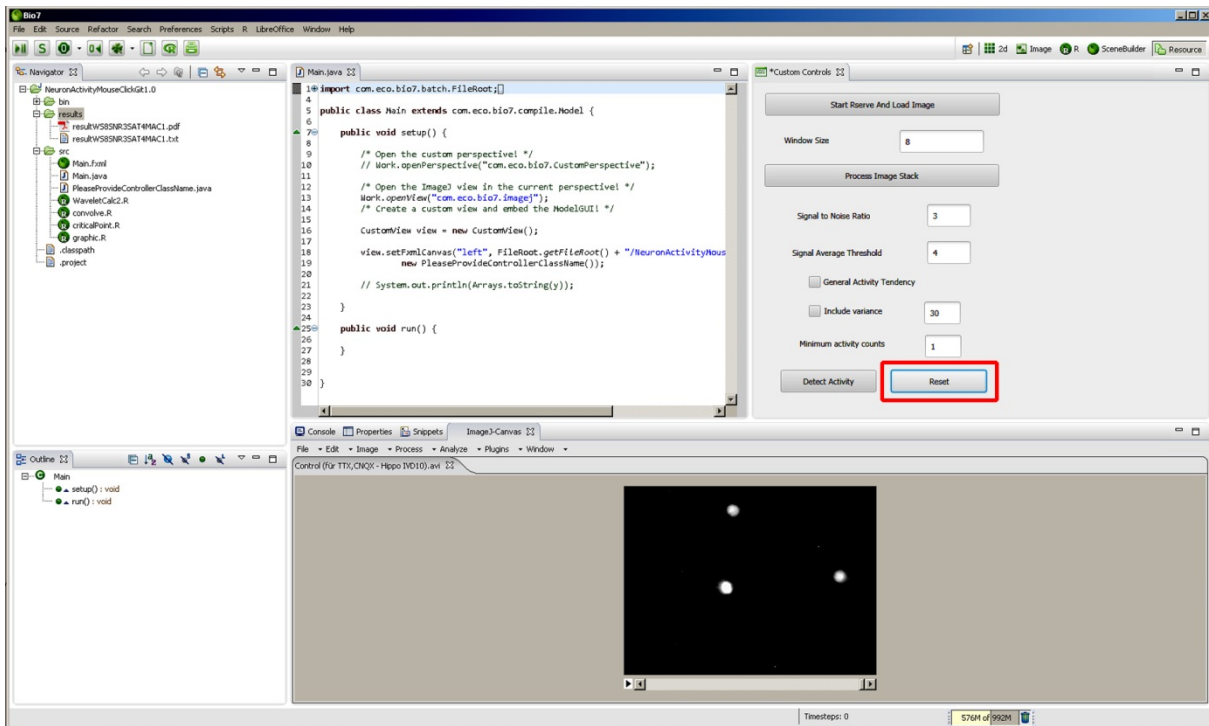 Bio7
File Edit Source Refactor Search Preferences Scripts R LibreOffice Window Help
2d Image R SceneBuilder Resource
Navigator
NeuronActivityMouseClickGit1.0
bin
results
resultWS8SNR3SAT4MAC1.pdf
resultWS8SNR3SAT4MAC1.txt
src
Main.fxml
Main.java
PleaseProvideControllerClassName.java
WaveletCalc2.R
convolve.R
criticalPoint.R
graphic.R
.classpath
.project
Outline
Main
setup() : void
run() : void
Main.java
1 import com.eco.bio7.batch.FileRoot;
4
5 public class Main extends com.eco.bio7.compile.Model {
6
7 public void setup() {
8
9 /* Open the custom perspective! */
10 // Work.openPerspective("com.eco.bio7.CustomPerspective");
11
12 /* Open the ImageJ view in the current perspective! */
13 Work.openView("com.eco.bio7.imagej");
14 /* Create a custom view and embed the ModelGUI! */
15
16 CustomView view = new CustomView();
17
18 view.setFxmlCanvas("left", FileRoot.getFileRoot() + "/NeuronActivityMous
19 new PleaseProvideControllerClassName());
20
21 // System.out.println(Arrays.toString(y));
22
23 }
24
25 public void run() {
26
27 }
28
29
30 }
*Custom Controls
Start Rserve And Load Image
Window Size 8
Process Image Stack
Signal to Noise Ratio 3
Signal Average Threshold 4
General Activity Tendency
Include variance 30
Minimum activity counts 1
Detect Activity Reset
Console Properties Snippets ImageJ-Canvas
File Edit Image Process Analyze Plugins Window
Control (für TTX,CNQX - Hippo IVD10).avi
Timesteps: 0 576M of 992M